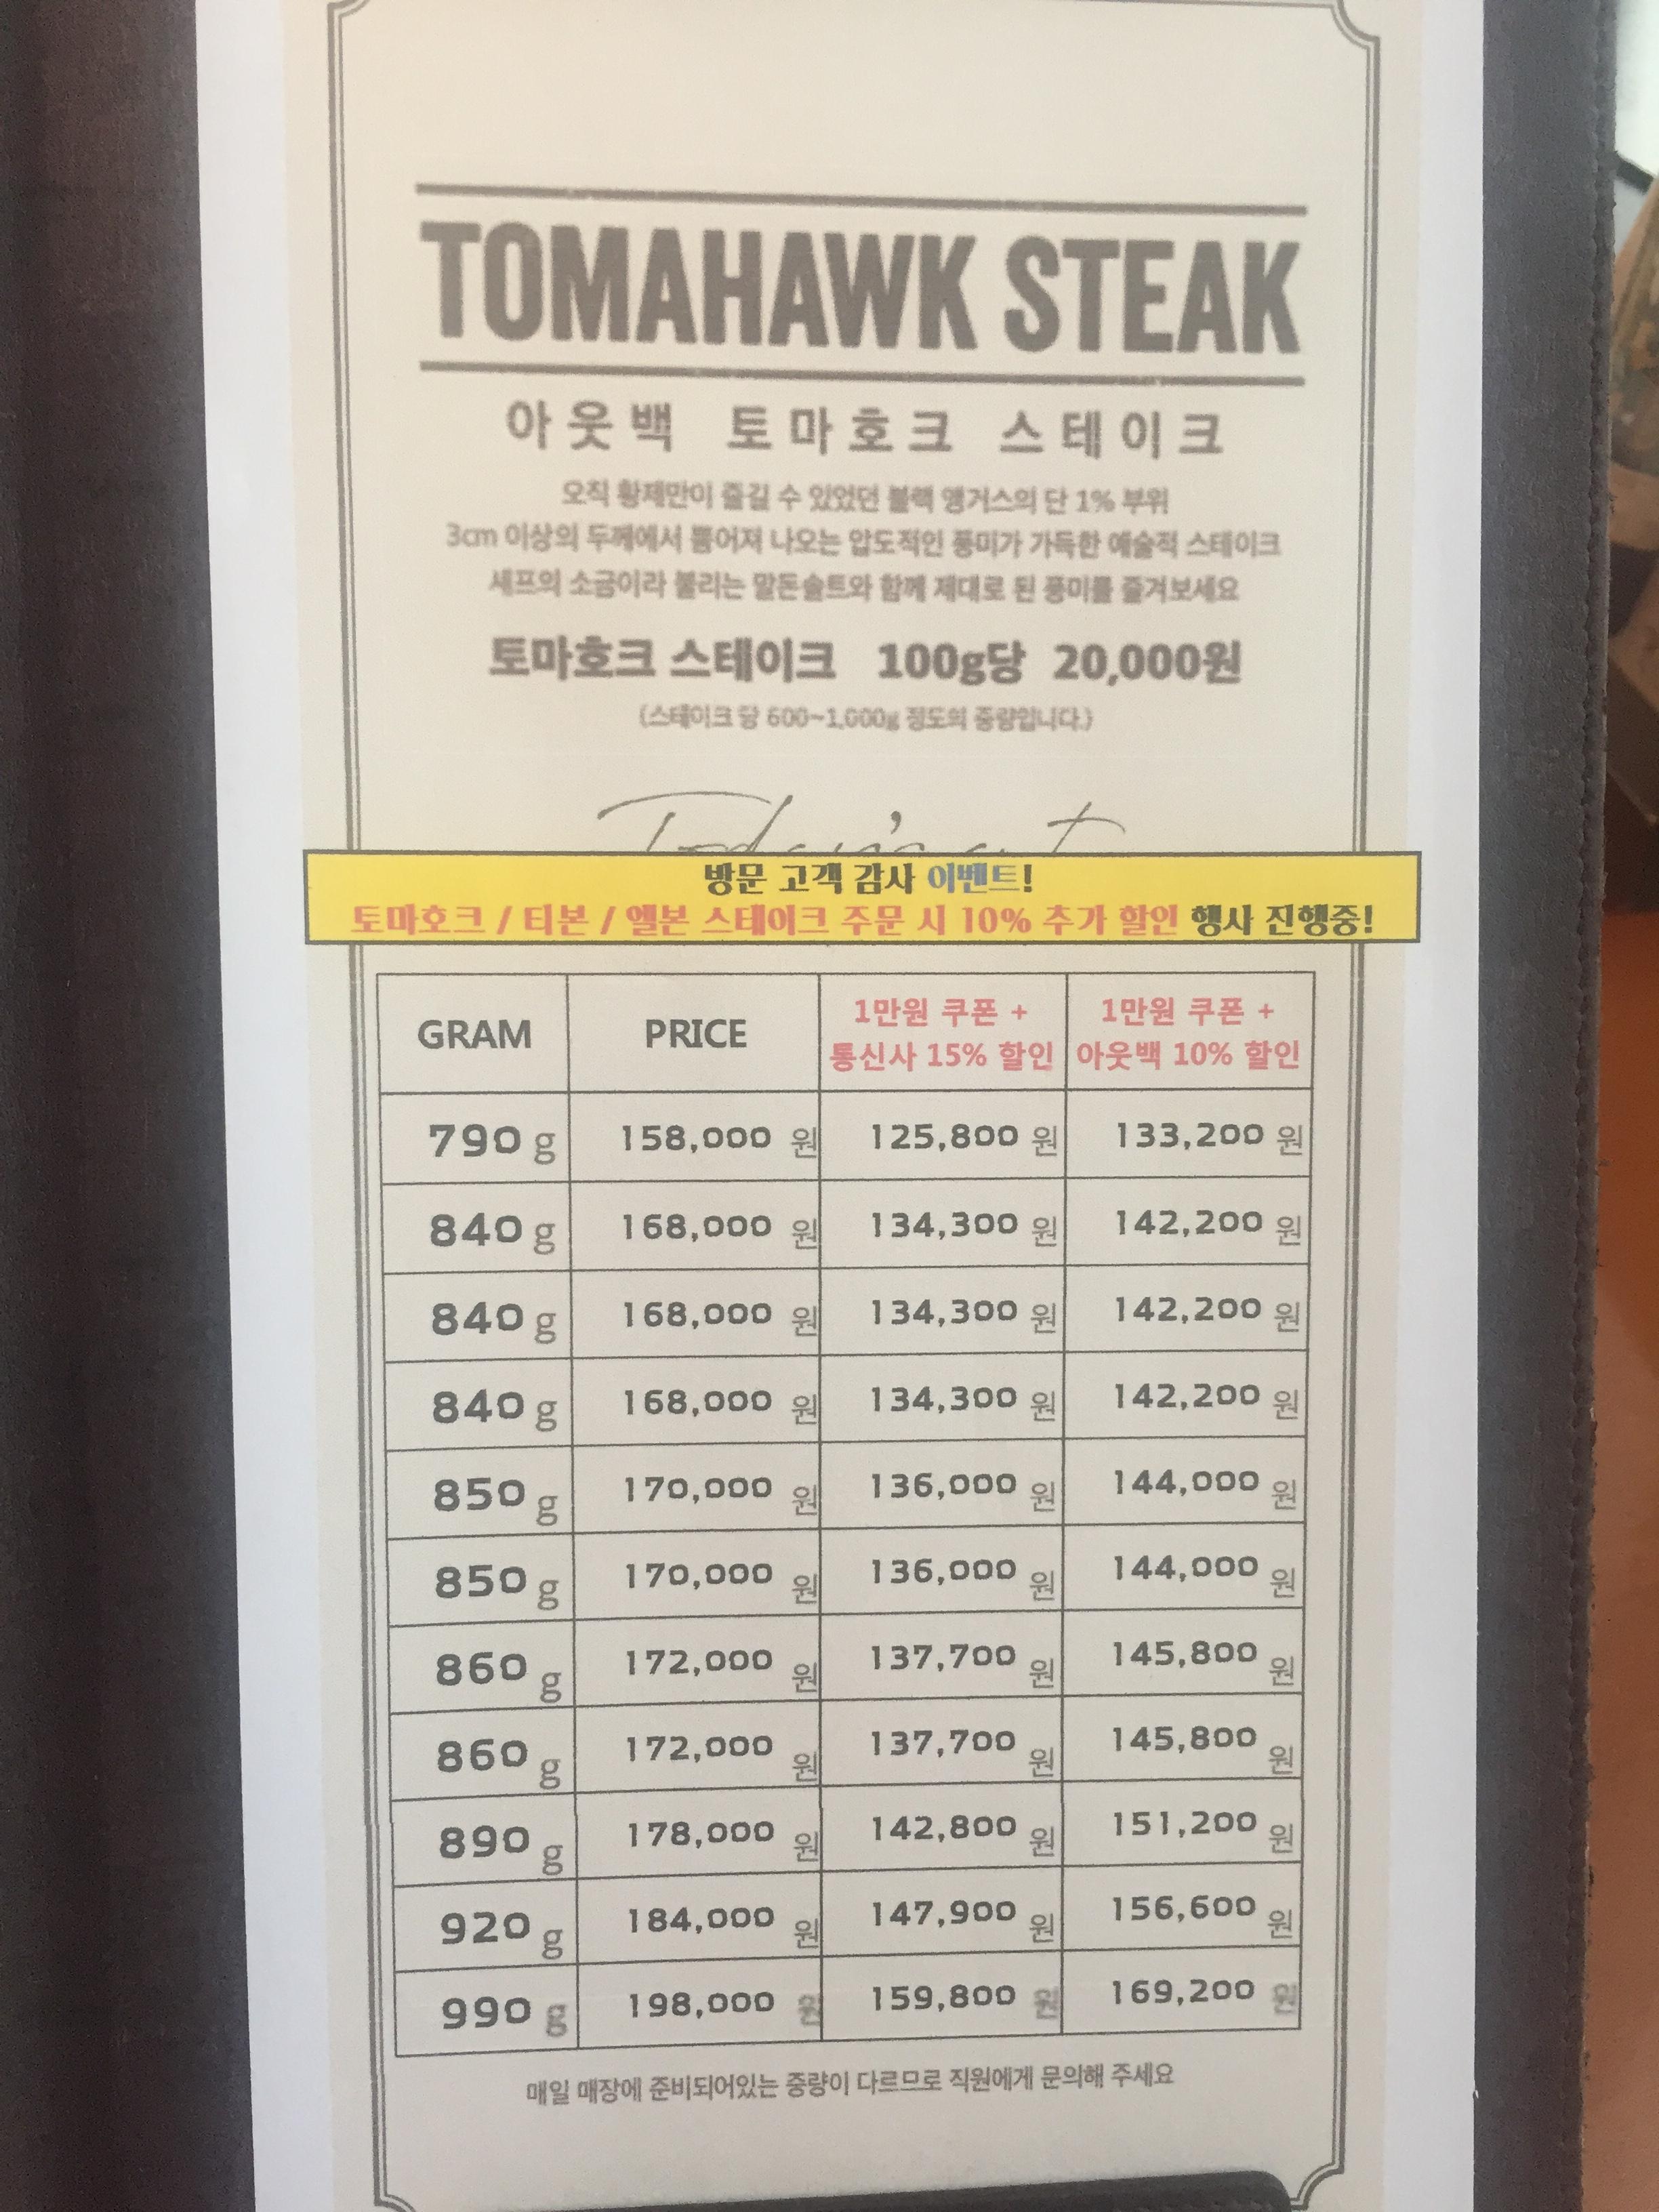 TOMAHAWK STEAK
아웃백 토마호크 스테이크
오직 황제만이 즐길 수 있었던 블랙 앵거스의 단 1% 부위
3cm 이상의 두께에서 뿜어져 나오는 압도적인 풍미가 가득한 예술적 스테이크
셰프의 소금이라 불리는 말돈솔트와 함께 제대로 된 풍미를 즐겨보세요
토마호크 스테이크 100g당 20,000원
(스테이크 당 600~1,000g 정도의 중량입니다.)
방문 고객 감사 이벤트!
토마호크 / 티본 / 엘본 스테이크 주문 시 10% 추가 할인 행사 진행중!
GRAM PRICE 1만원 쿠폰 + 통신사 15% 할인 1만원 쿠폰 + 아웃백 10% 할인
790 g 158,000 원 125,800 원 133,200 원
840 g 168,000 원 134,300 원 142,200 원
840 g 168,000 원 134,300 원 142,200 원
840 g 168,000 원 134,300 원 142,200 원
850 g 170,000 원 136,000 원 144,000 원
850 g 170,000 원 136,000 원 144,000 원
860 g 172,000 원 137,700 원 145,800 원
860 g 172,000 원 137,700 원 145,800 원
890 g 178,000 원 142,800 원 151,200 원
920 g 184,000 원 147,900 원 156,600 원
990 g 198,000 원 159,800 원 169,200 원
매일 매장에 준비되어있는 중량이 다르므로 직원에게 문의해 주세요